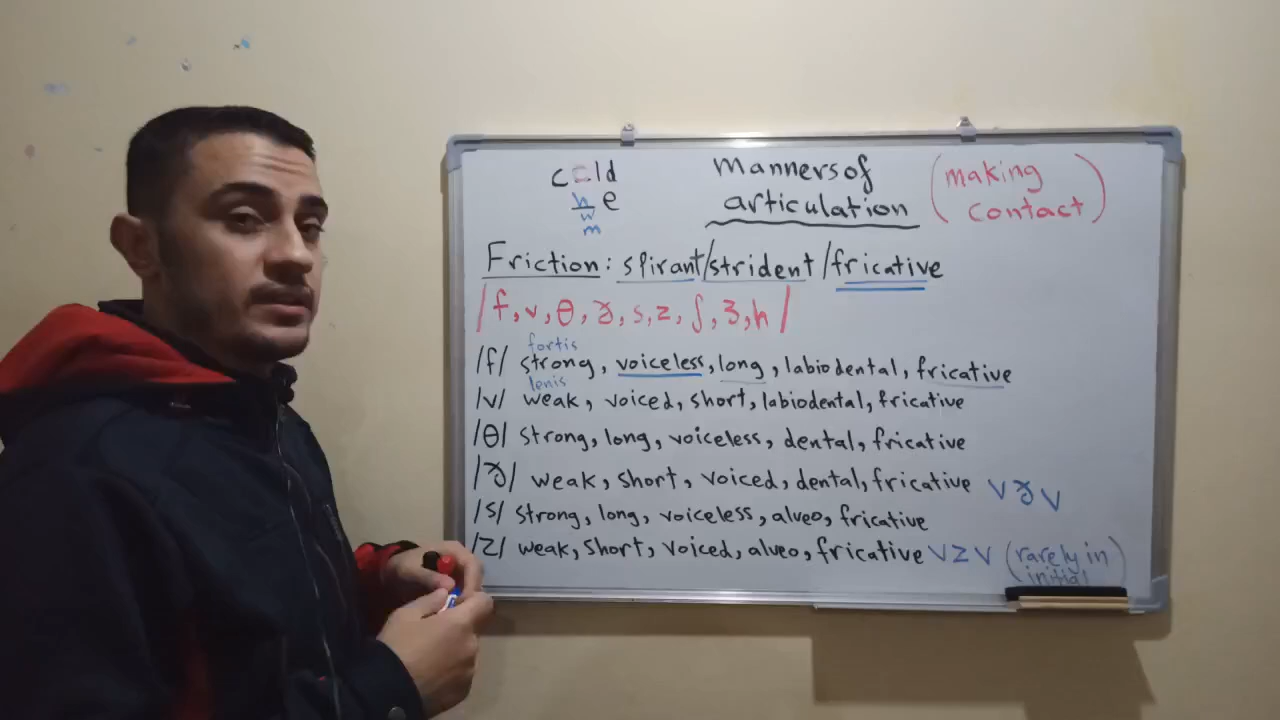 cold
h e
w
m
Manners of
articulation
(making
contact)
Friction: spirant/strident/fricative
/f, v, θ, ð, s, z, ʃ, ʒ, h/
fortis
/f/ strong, voiceless, long, labiodental, fricative
lenis
/v/ weak, voiced, short, labiodental, fricative
/θ/ strong, long, voiceless, dental, fricative
/ð/ weak, short, voiced, dental, fricative V ð V
/s/ strong, long, voiceless, alveo, fricative
/z/ weak, short, voiced, alveo, fricative V z V (rarely in
initial